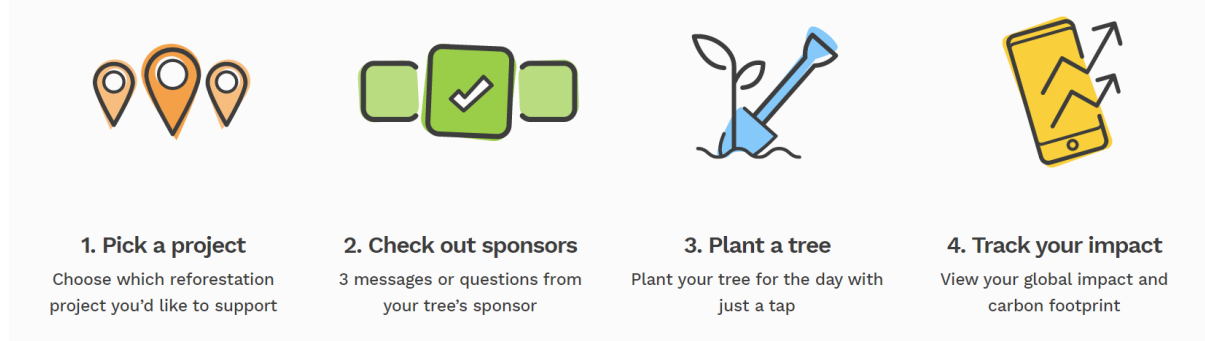 1. Pick a project
Choose which reforestation
project you'd like to support
2. Check out sponsors
3 messages or questions from
your tree's sponsor
3. Plant a tree
Plant your tree for the day with
just a tap
4. Track your impact
View your global impact and
carbon footprint